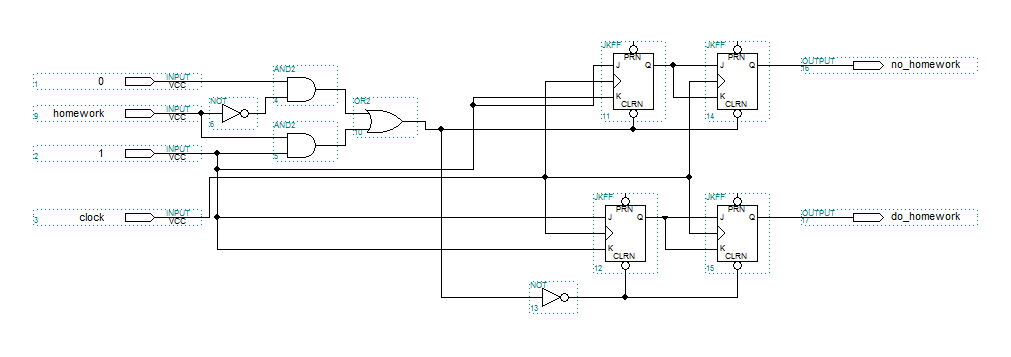 JKFF
JKFF
PRN
PRN
0
INPUT
VCC
1
AND2
4
J
Q
J
Q
OUTPUT
16
no_homework
homework
INPUT
VCC
9
NOT
6
OR2
10
K
K
CLRN
CLRN
11
14
AND2
5
1
INPUT
VCC
2
JKFF
JKFF
PRN
PRN
clock
INPUT
VCC
3
J
Q
J
Q
OUTPUT
17
do_homework
K
K
CLRN
CLRN
12
15
NOT
13